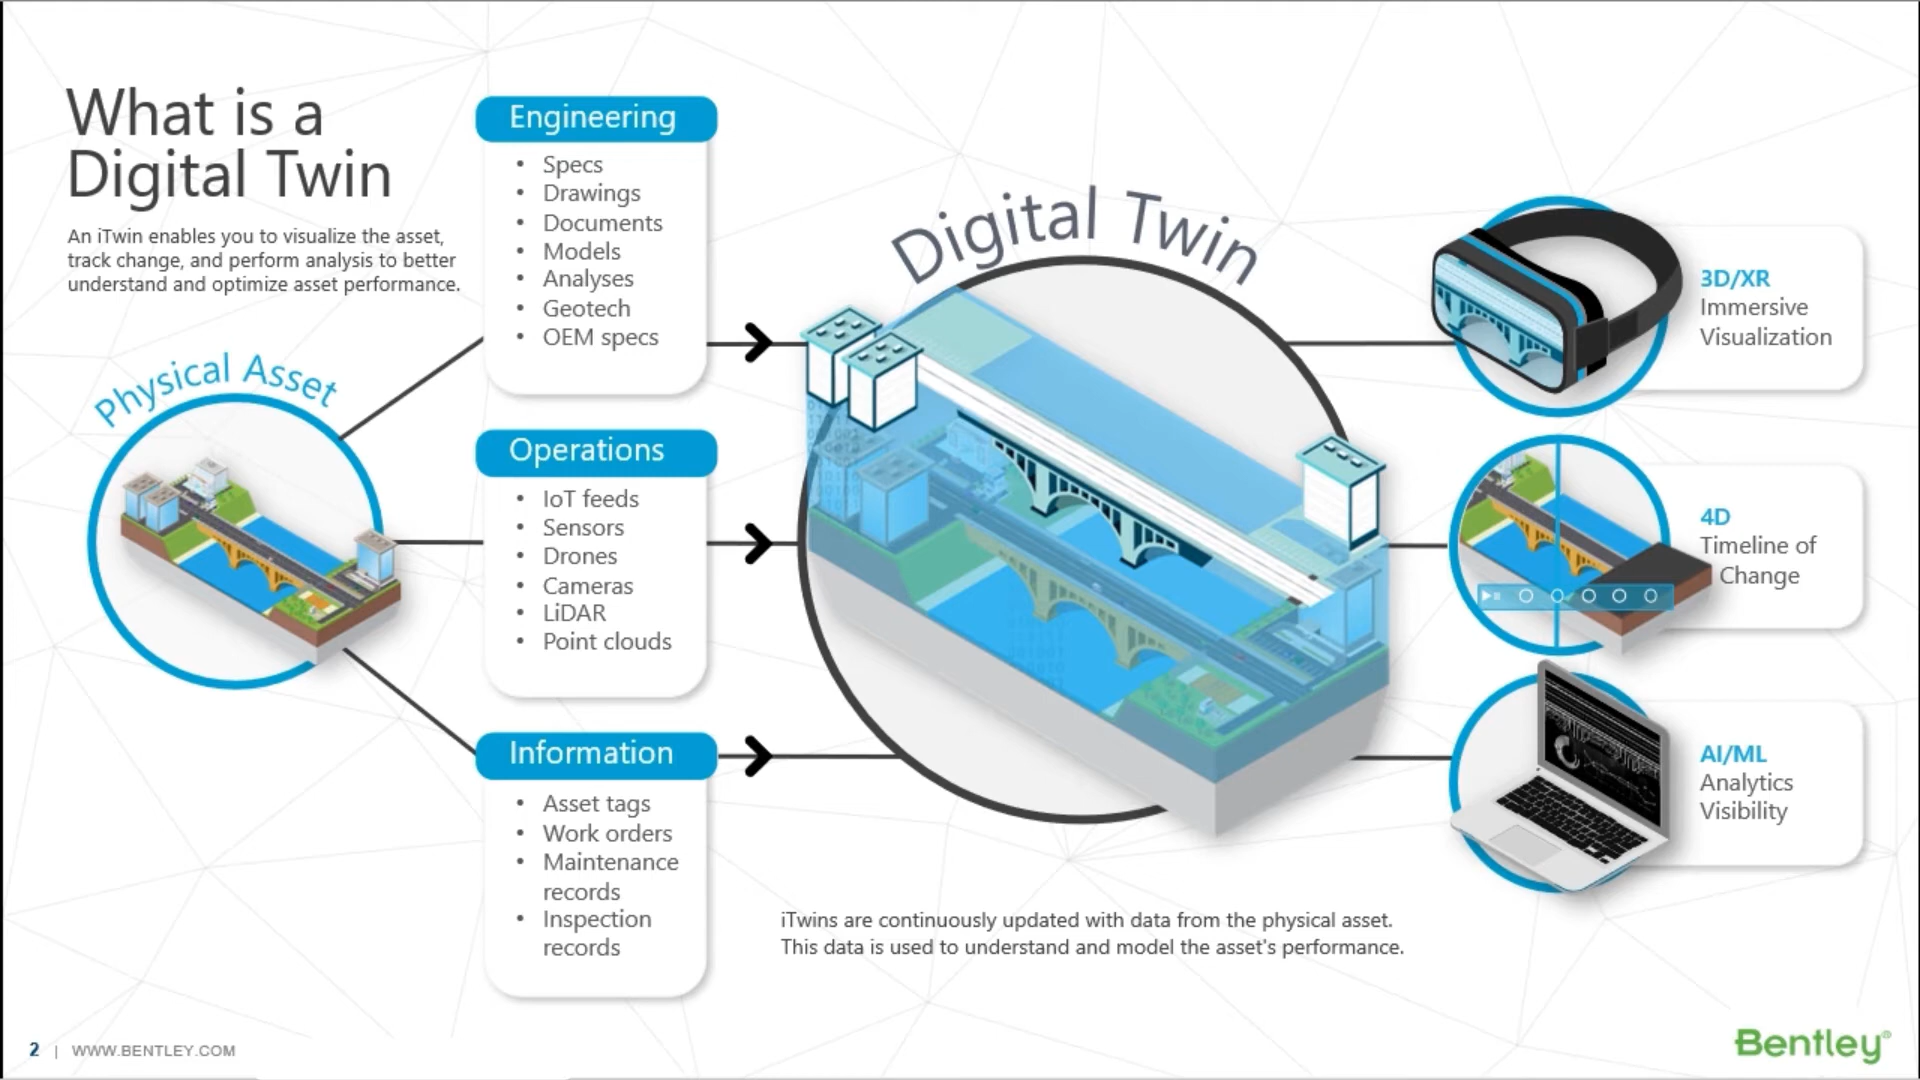 What is a
Digital Twin
An iTwin enables you to visualize the asset,
track change, and perform analysis to better
understand and optimize asset performance.
Physical Asset
Engineering
• Specs
• Drawings
• Documents
• Models
• Analyses
• Geotech
• OEM specs
Operations
• IoT feeds
• Sensors
• Drones
• Cameras
• LiDAR
• Point clouds
Information
• Asset tags
• Work orders
• Maintenance
records
• Inspection
records
Digital Twin
iTwins are continuously updated with data from the physical asset.
This data is used to understand and model the asset's performance.
3D/XR
Immersive
Visualization
4D
Timeline of
Change
AI/ML
Analytics
Visibility
2 | WWW.BENTLEY.COM
Bentley®